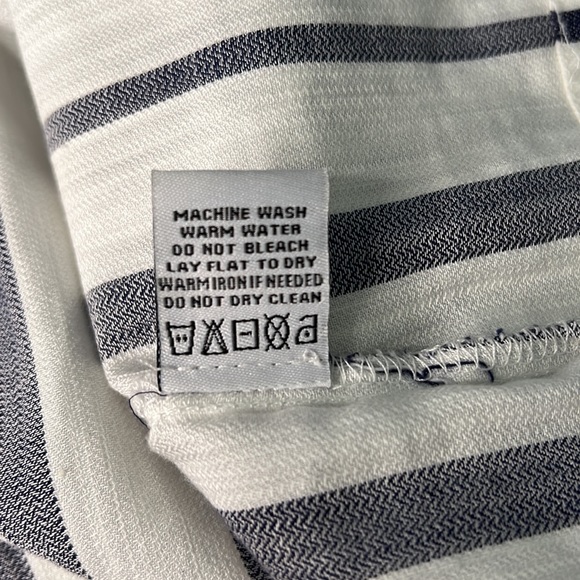 MACHINE WASH
WARM WATER
DO NOT BLEACH
LAY FLAT TO DRY
WARM IRON IF NEEDED
DO NOT DRY CLEAN